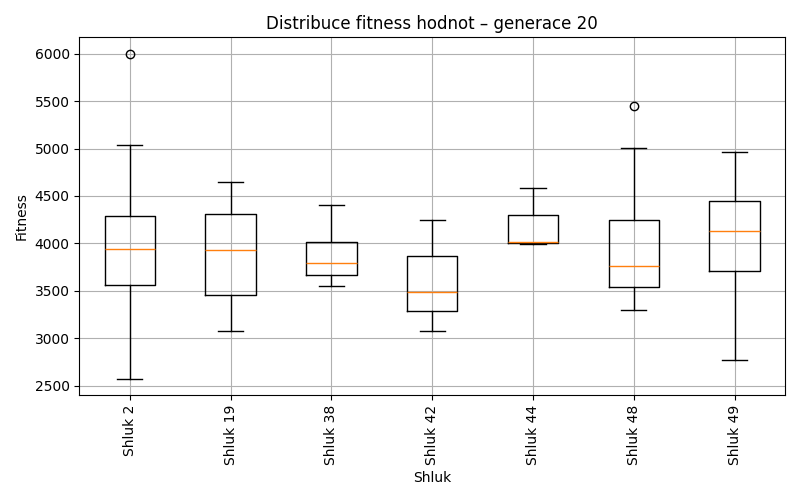 Distribuce fitness hodnot – generace 20
Fitness
6000
5500
5000
4500
4000
3500
3000
2500
Shluk 2
Shluk 19
Shluk 38
Shluk 42
Shluk 44
Shluk 48
Shluk 49
Shluk